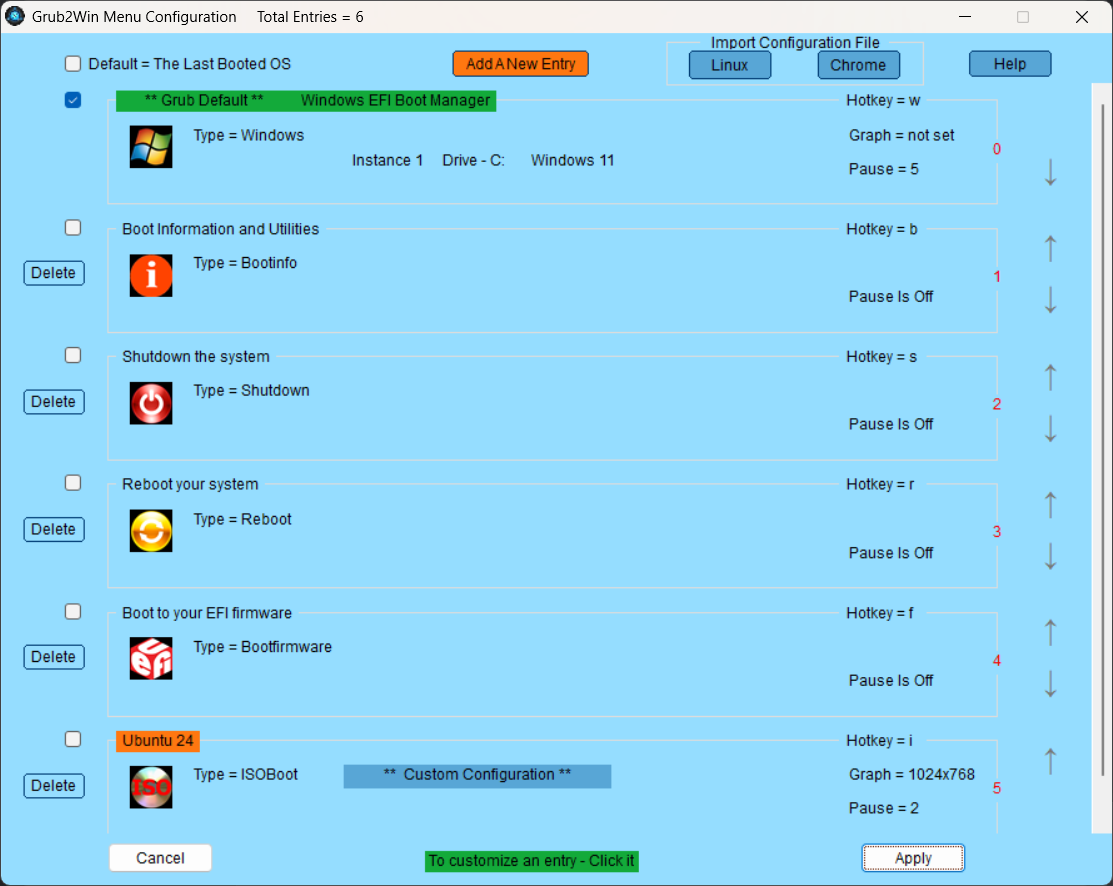 Grub2Win Menu Configuration Total Entries = 6
Default = The Last Booted OS
Add A New Entry
Import Configuration File
Linux Chrome
Help
** Grub Default ** Windows EFI Boot Manager Hotkey = w
Type = Windows Graph = not set
0
Instance 1 Drive - C: Windows 11
Pause = 5
Boot Information and Utilities Hotkey = b
Delete
i
Type = Bootinfo
1
Pause Is Off
Shutdown the system Hotkey = s
Delete
Type = Shutdown
2
Pause Is Off
Reboot your system Hotkey = r
Delete
Type = Reboot
3
Pause Is Off
Boot to your EFI firmware Hotkey = f
Delete
uefi
Type = Bootfirmware
4
Pause Is Off
Ubuntu 24 Hotkey = i
Delete
ISO
Type = ISOBoot ** Custom Configuration ** Graph = 1024x768
5
Pause = 2
Cancel To customize an entry - Click it Apply